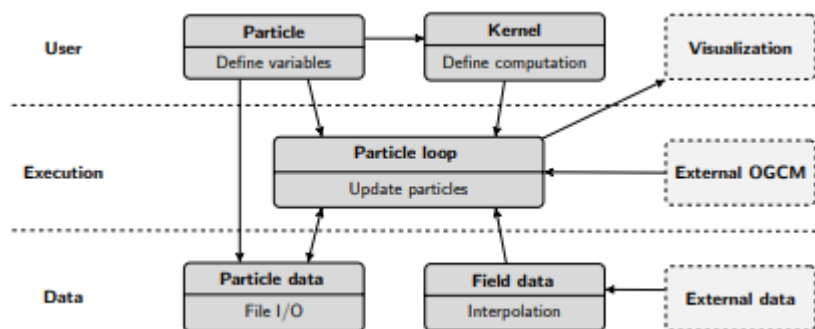 User
Particle
Define variables
Kernel
Define computation
Visualization
Execution
Particle loop
Update particles
External OGCM
Data
Particle data
File I/O
Field data
Interpolation
External data